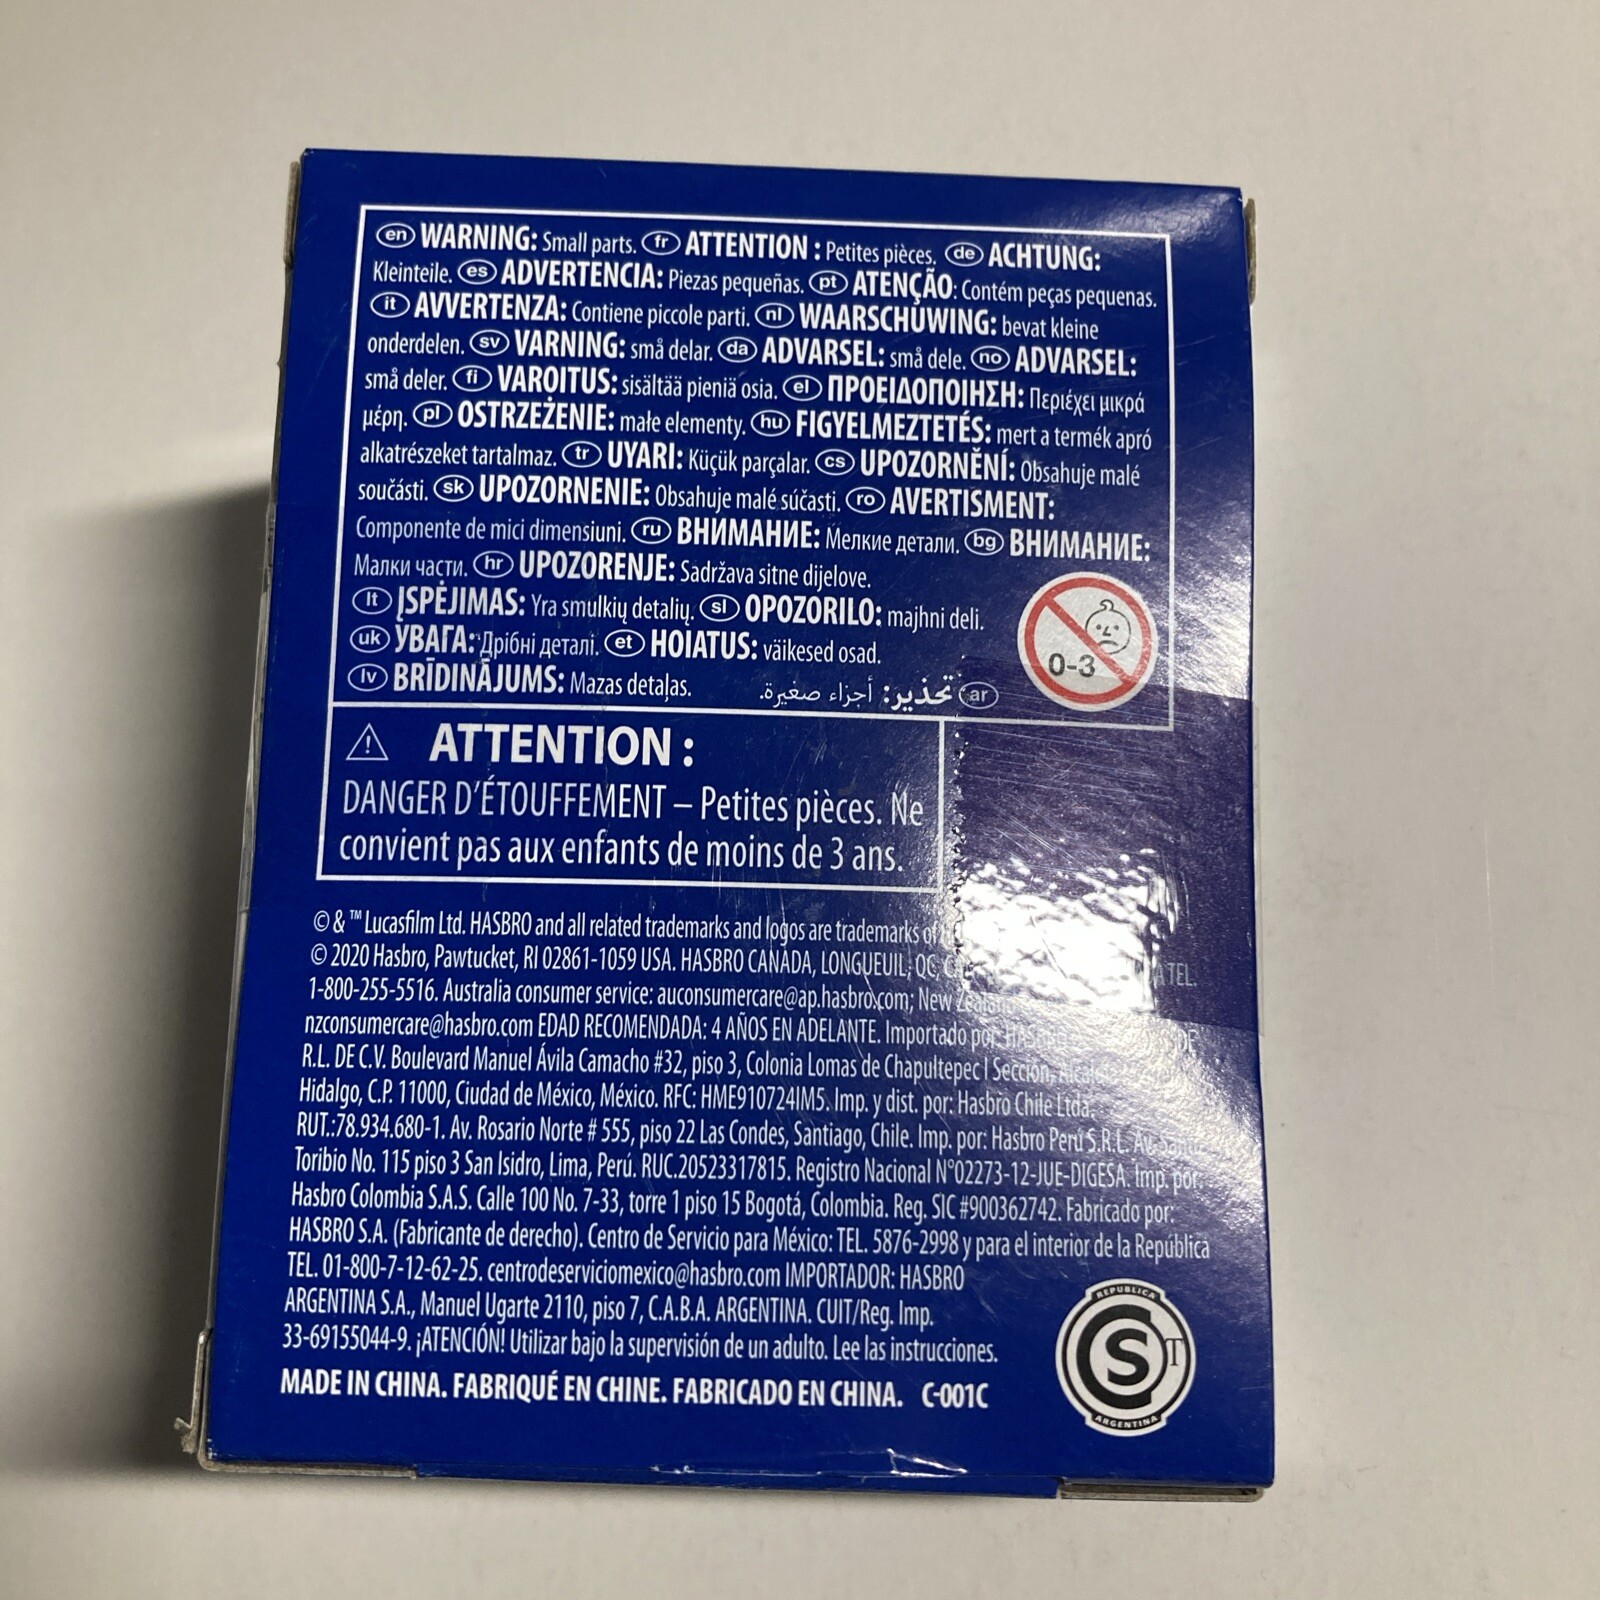 en WARNING: Small parts. fr ATTENTION : Petites pièces. de ACHTUNG:
Kleinteile. es ADVERTENCIA: Piezas pequeñas. pt ATENÇÃO: Contém peças pequenas.
it AVVERTENZA: Contiene piccole parti. nl WAARSCHUWING: bevat kleine
onderdelen. sv VARNING: små delar. da ADVARSEL: små dele. no ADVARSEL:
små deler. fi VAROITUS: sisältää pieniä osia. el ΠΡΟΕΙΔΟΠΟΙΗΣΗ: Περιέχει μικρά
μέρη. pl OSTRZEŻENIE: małe elementy. hu FIGYELMEZTETÉS: mert a termék apró
alkatrészeket tartalmaz. tr UYARI: Küçük parçalar. cs UPOZORNĚNÍ: Obsahuje malé
součásti. sk UPOZORNENIE: Obsahuje malé súčasti. ro AVERTISMENT:
Componente de mici dimensiuni. ru ВНИМАНИЕ: Мелкие детали. bg ВНИМАНИЕ:
Малки части. hr UPOZORENJE: Sadržava sitne dijelove.
lt ĮSPĖJIMAS: Yra smulkių detalių. sl OPOZORILO: majhni deli.
uk УВАГА: Дрібні деталі. et HOIATUS: väikesed osad.
lv BRĪDINĀJUMS: Mazas detaļas. ar تحذير: أجزاء صغيرة.
0-3
ATTENTION :
DANGER D'ÉTOUFFEMENT – Petites pièces. Ne
convient pas aux enfants de moins de 3 ans.
© & ™ Lucasfilm Ltd. HASBRO and all related trademarks and logos are trademarks of
© 2020 Hasbro, Pawtucket, RI 02861-1059 USA. HASBRO CANADA, LONGUEUIL, QC, TEL.
1-800-255-5516. Australia consumer service: auconsumercare@ap.hasbro.com; New
nzconsumercare@hasbro.com EDAD RECOMENDADA: 4 AÑOS EN ADELANTE. Importado por: HASBRO DE
R.L. DE C.V. Boulevard Manuel Ávila Camacho #32, piso 3, Colonia Lomas de Chapultepec I Sección,
Hidalgo, C.P. 11000, Ciudad de México, México. RFC: HME910724IM5. Imp. y dist. por: Hasbro Chile Ltda.
RUT.:78.934.680-1. Av. Rosario Norte # 555, piso 22 Las Condes, Santiago, Chile. Imp. por: Hasbro Perú S.R.L. Av. Santo
Toribio No. 115 piso 3 San Isidro, Lima, Perú. RUC.20523317815. Registro Nacional N°02273-12-JUE-DIGESA. Imp. por:
Hasbro Colombia S.A.S. Calle 100 No. 7-33, torre 1 piso 15 Bogotá, Colombia. Reg. SIC #900362742. Fabricado por:
HASBRO S.A. (Fabricante de derecho). Centro de Servicio para México: TEL. 5876-2998 y para el interior de la República
TEL. 01-800-7-12-62-25. centrodeserviciomexico@hasbro.com IMPORTADOR: HASBRO
ARGENTINA S.A., Manuel Ugarte 2110, piso 7, C.A.B.A. ARGENTINA. CUIT/Reg. Imp.
33-69155044-9. ¡ATENCIÓN! Utilizar bajo la supervisión de un adulto. Lee las instrucciones.
MADE IN CHINA. FABRIQUÉ EN CHINE. FABRICADO EN CHINA. C-001C
REPUBLICA
S T
ARGENTINA